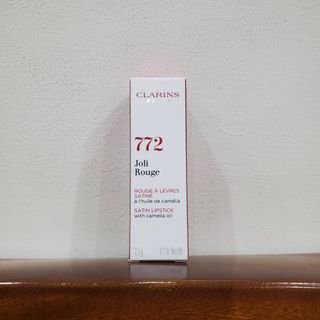 CLARINS
772
Joli
Rouge
ROUGE À LÈVRES
SATINÉ
à l'huile de camélia
SATIN LIPSTICK
with camellia oil